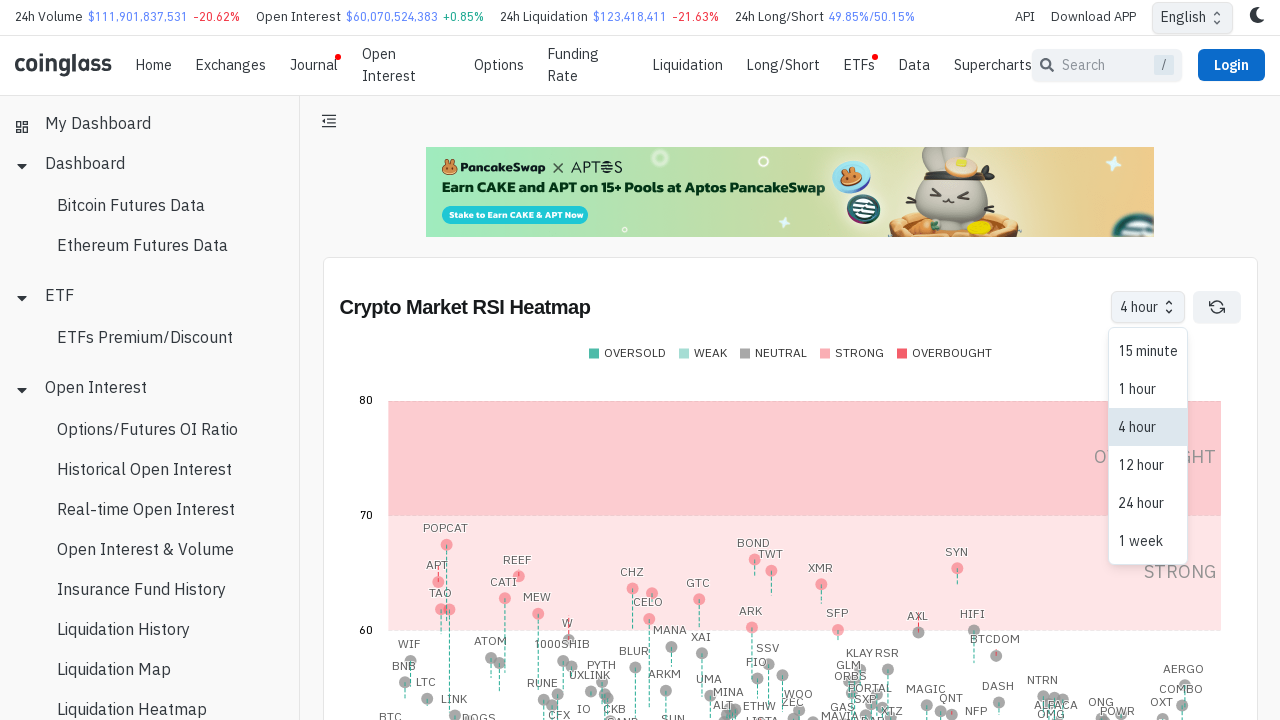 24h Volume $111,901,837,531 -20.62% Open Interest $60,070,524,383 +0.85% 24h Liquidation $123,418,411 -21.63% 24h Long/Short 49.85%/50.15% API Download APP English
coinglass Home Exchanges Journal Open Interest Options Funding Rate Liquidation Long/Short ETFs Data Supercharts Search / Login
My Dashboard
Dashboard
Bitcoin Futures Data
Ethereum Futures Data
ETF
ETFs Premium/Discount
Open Interest
Options/Futures OI Ratio
Historical Open Interest
Real-time Open Interest
Open Interest & Volume
Insurance Fund History
Liquidation History
Liquidation Map
Liquidation Heatmap
PancakeSwap × APTOS
Earn CAKE and APT on 15+ Pools at Aptos PancakeSwap
Stake to Earn CAKE & APT Now
Crypto Market RSI Heatmap
4 hour
15 minute
1 hour
4 hour
12 hour
24 hour
1 week
OVERSOLD WEAK NEUTRAL STRONG OVERBOUGHT
80
70
POPCAT
BOND
TWT
SYN
STRONG
APT
REEF
CHZ
XMR
TAO
CATI
MEW
CELO
GTC
ARK
SFP
AXL
HIFI
60
W
MANA
XAI
BTCDOM
WIF
ATOM
1000SHIB
BLUR
SSV
KLAY
RSR
BNB
PYTH
FIO
GLM
AERGO
LTC
RUNE
UXLINK
ARKM
UMA
ORBS
NTRN
LINK
MINA
WOO
PORTAL
MAGIC
DASH
COMBO
SXP
QNT
ONG
OXT
BTC
IO
CKB
ALT
ETHW
GAS
NFP
ALPACA
POWR
DOGS
CFX
SUN
XTZ
OMG
MAVIA